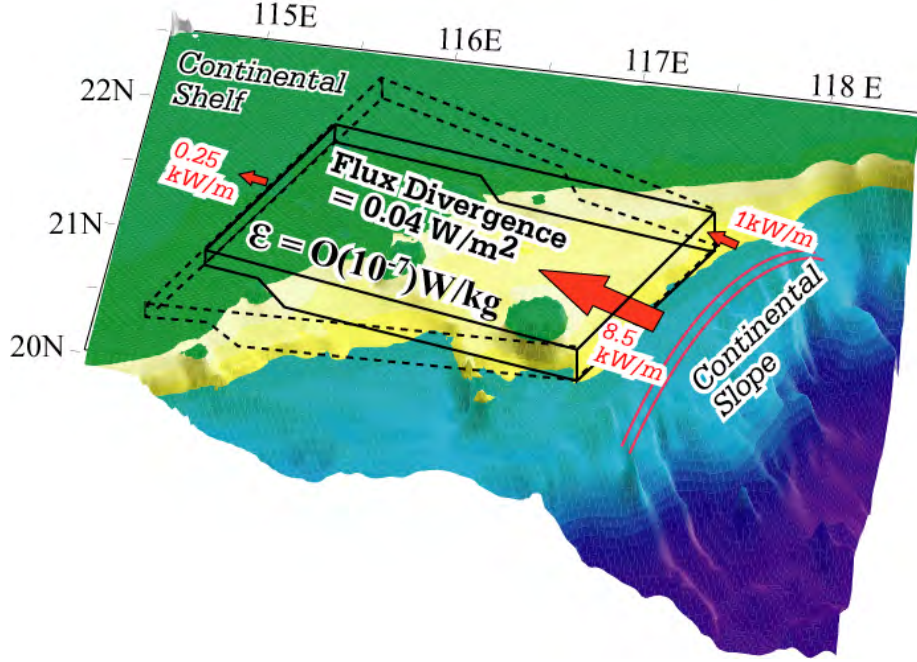 115E
116E
117E
118 E
22N
21N
20N
Continental
Shelf
0.25
kW/m
Flux Divergence
= 0.04 W/m²
ε = O(10⁻⁷)W/kg
1kW/m
8.5
kW/m
Continental
Slope